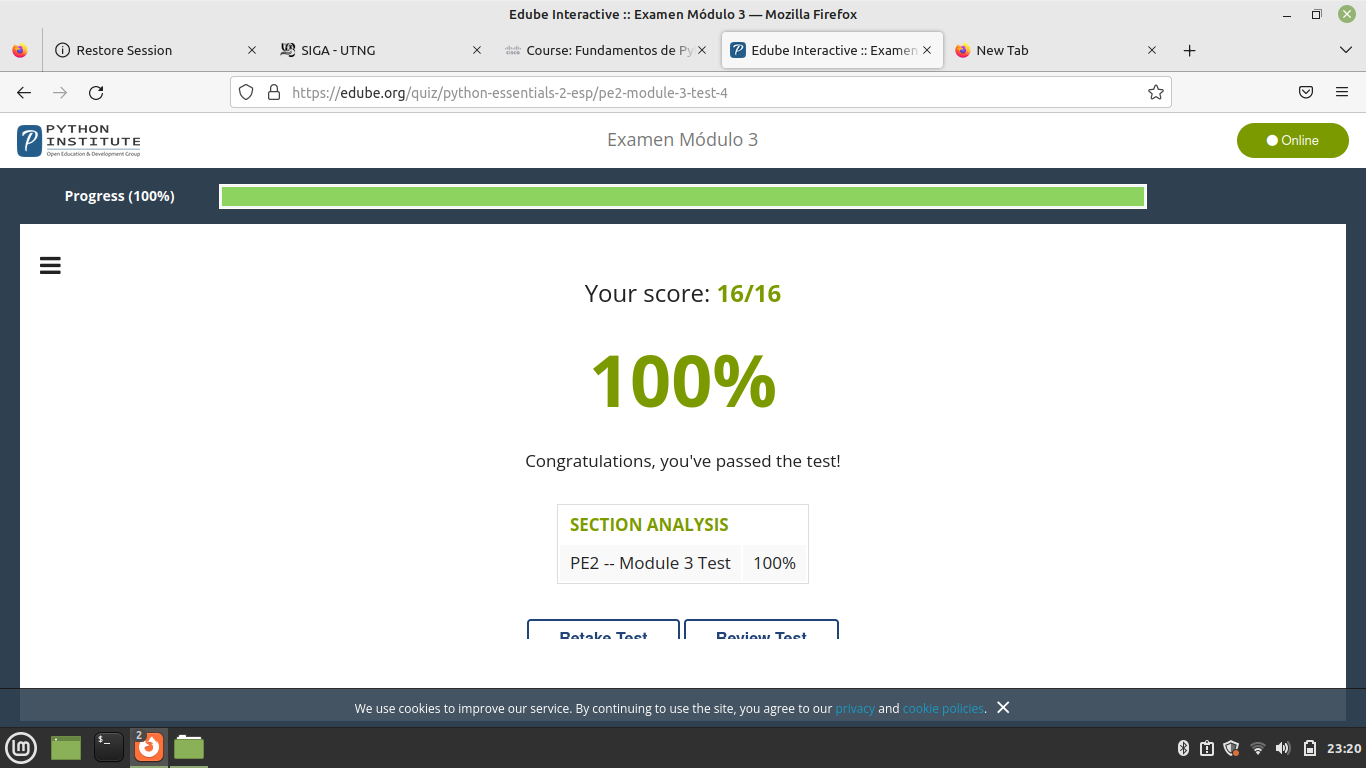 Edube Interactive :: Examen Módulo 3 — Mozilla Firefox
Restore Session
SIGA - UTNG
Course: Fundamentos de Py
Edube Interactive :: Examen
New Tab
https://edube.org/quiz/python-essentials-2-esp/pe2-module-3-test-4
PYTHON
INSTITUTE
Open Education & Development Group
Examen Módulo 3
Online
Progress (100%)
Your score: 16/16
100%
Congratulations, you've passed the test!
SECTION ANALYSIS
PE2 -- Module 3 Test 100%
Retake Test Review Test
We use cookies to improve our service. By continuing to use the site, you agree to our privacy and cookie policies.
2
23:20